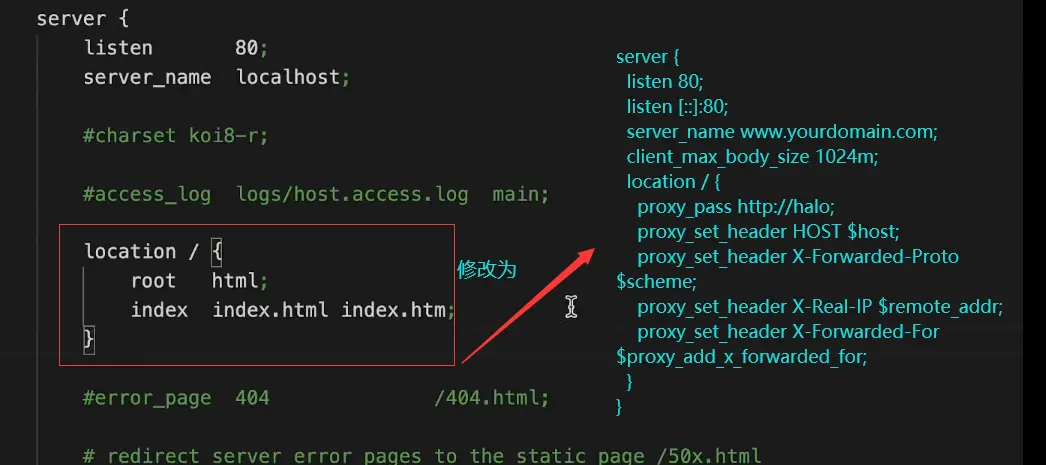 server {
listen 80;
server_name localhost;
#charset koi8-r;
#access_log logs/host.access.log main;
location / {
root html;
index index.html index.htm;
}
#error_page 404 /404.html;
# redirect server error pages to the static page /50x.html
修改为
server {
listen 80;
listen [::]:80;
server_name www.yourdomain.com;
client_max_body_size 1024m;
location / {
proxy_pass http://halo;
proxy_set_header HOST $host;
proxy_set_header X-Forwarded-Proto
$scheme;
proxy_set_header X-Real-IP $remote_addr;
proxy_set_header X-Forwarded-For
$proxy_add_x_forwarded_for;
}
}